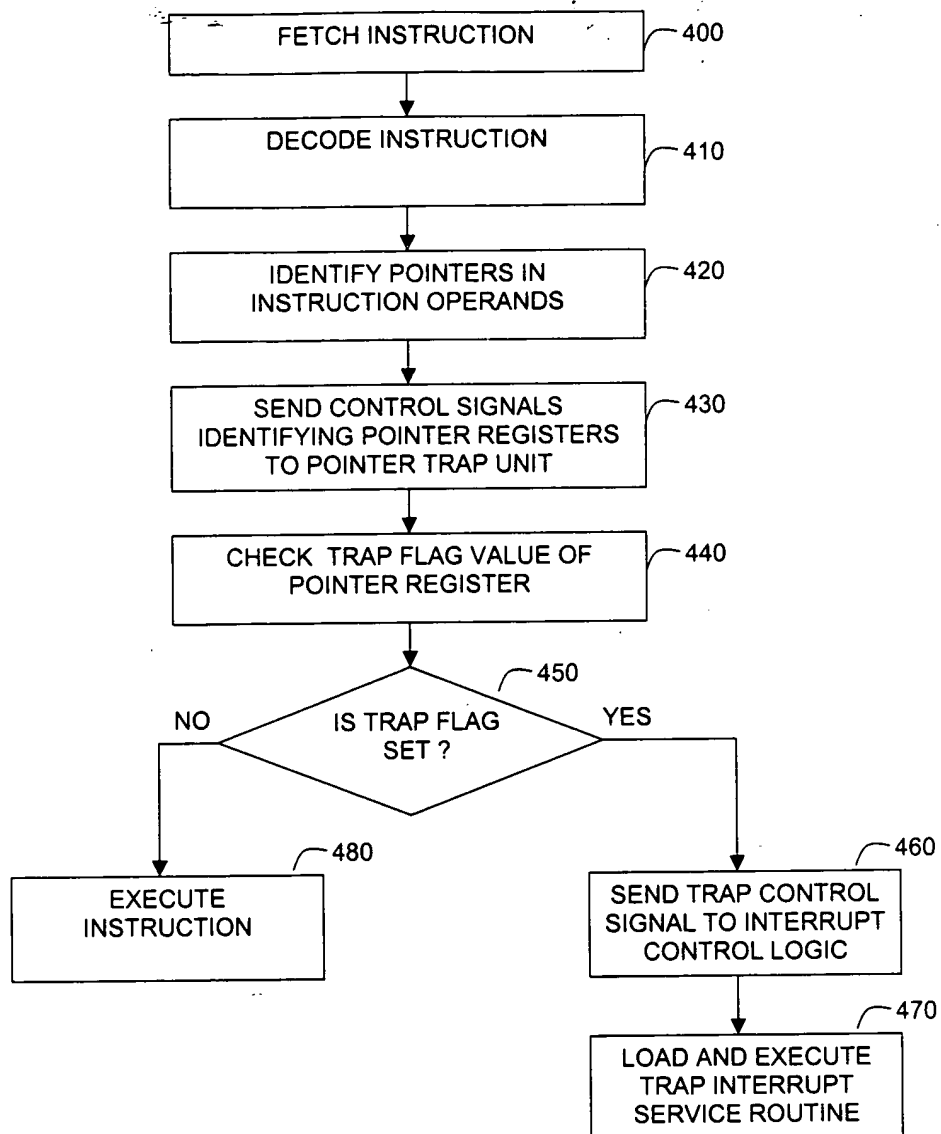 FETCH INSTRUCTION
400
DECODE INSTRUCTION
410
IDENTIFY POINTERS IN
INSTRUCTION OPERANDS
420
SEND CONTROL SIGNALS
IDENTIFYING POINTER REGISTERS
TO POINTER TRAP UNIT
430
CHECK TRAP FLAG VALUE OF
POINTER REGISTER
440
450
IS TRAP FLAG
SET ?
NO
YES
480
EXECUTE
INSTRUCTION
460
SEND TRAP CONTROL
SIGNAL TO INTERRUPT
CONTROL LOGIC
470
LOAD AND EXECUTE
TRAP INTERRUPT
SERVICE ROUTINE